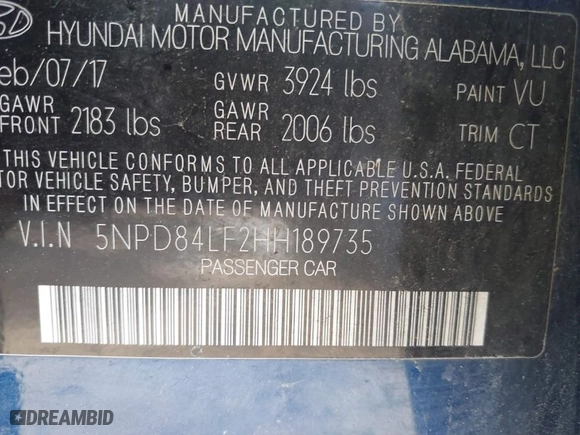 MANUFACTURED BY
HYUNDAI MOTOR MANUFACTURING ALABAMA, LLC
eb/07/17 GVWR 3924 lbs PAINT VU
GAWR FRONT 2183 lbs GAWR REAR 2006 lbs TRIM CT
THIS VEHICLE CONFORMS TO ALL APPLICABLE U.S.A. FEDERAL
TOR VEHICLE SAFETY, BUMPER, AND THEFT PREVENTION STANDARDS
IN EFFECT ON THE DATE OF MANUFACTURE SHOWN ABOVE
V.I.N 5NPD84LF2HH189735
PASSENGER CAR
DREAMBID